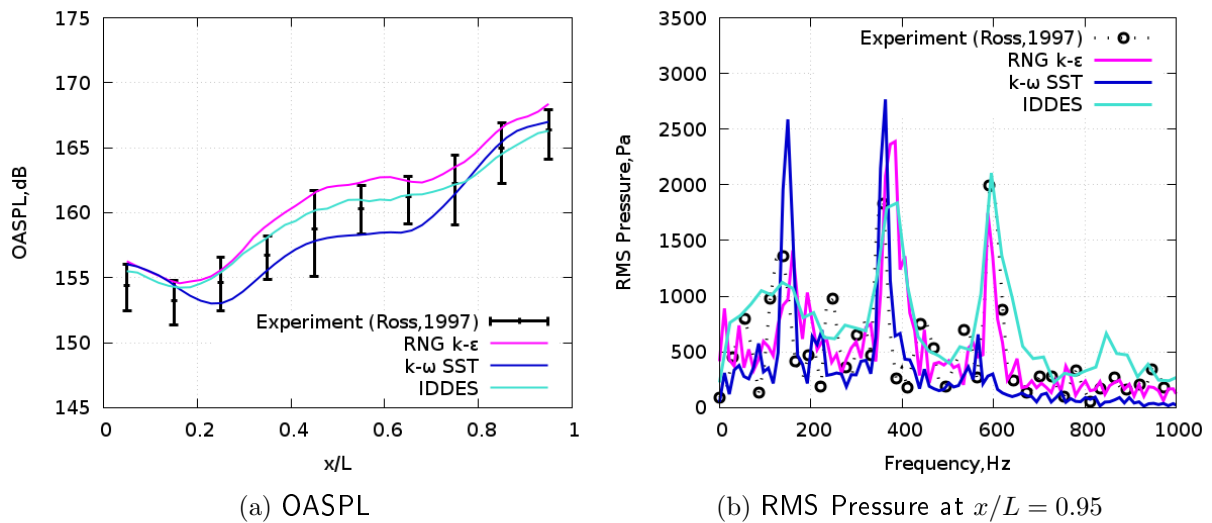 175
170
165
160
155
150
145
OASPL,dB
0
0.2
0.4
0.6
0.8
1
x/L
Experiment (Ross,1997)
RNG k-ε
k-ω SST
IDDES
(a) OASPL
3500
3000
2500
2000
1500
1000
500
0
RMS Pressure,Pa
0
200
400
600
800
1000
Frequency,Hz
Experiment (Ross,1997)
RNG k-ε
k-ω SST
IDDES
(b) RMS Pressure at x/L = 0.95